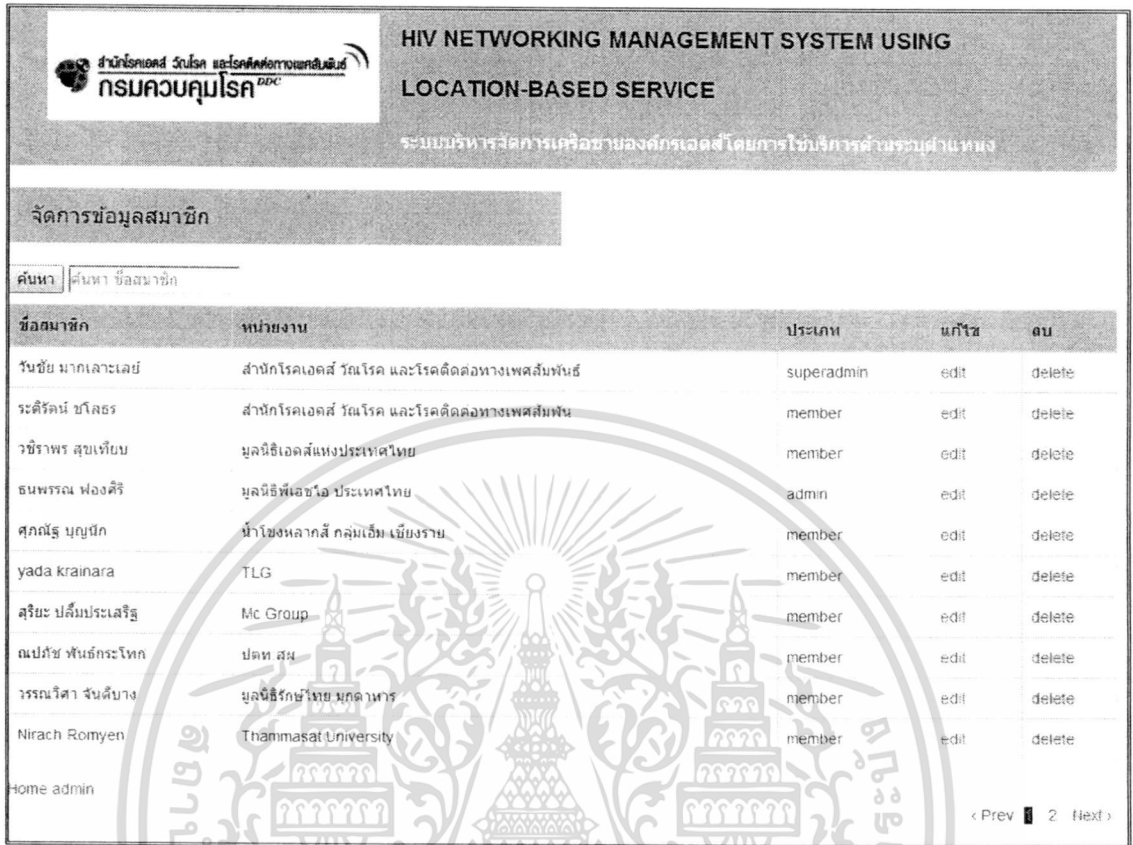 HIV NETWORKING MANAGEMENT SYSTEM USING
LOCATION-BASED SERVICE
สำนักโรคเอดส์ วัณโรค และโรคติดต่อทางเพศสัมพันธ์
กรมควบคุมโรค DDC
ระบบบริหารจัดการเครือข่ายองค์กรเอดส์โดยการใช้บริการด้านระบุตำแหน่ง
จัดการข้อมูลสมาชิก
ค้นหา ค้นหา ชื่อสมาชิก
ชื่อสมาชิก หน่วยงาน ประเภท แก้ไข ลบ
วันชัย มากเลาะเลย์ สำนักโรคเอดส์ วัณโรค และโรคติดต่อทางเพศสัมพันธ์ superadmin edit delete
ระติรัตน์ ชโลธร สำนักโรคเอดส์ วัณโรค และโรคติดต่อทางเพศสัมพัน member edit delete
วชิราพร สุขเทียบ มูลนิธิเอดส์แห่งประเทศไทย member edit delete
ธนพรรณ ฟองศิริ มูลนิธิพีเอชไอ ประเทศไทย admin edit delete
ศุภณัฐ บุญนัก น้ำโขงหลากสี กลุ่มเอ็ม เชียงราย member edit delete
yada krainara TLG member edit delete
สุริยะ ปลื้มประเสริฐ Mc Group member edit delete
ณปภัช พันธ์กระโทก ปตท สผ member edit delete
วรรณวิศา จันดีบาง มูลนิธิรักษ์ไทย มุกดาหาร member edit delete
Nirach Romyen Thammasat University member edit delete
Home admin
‹ Prev 1 2 Next ›